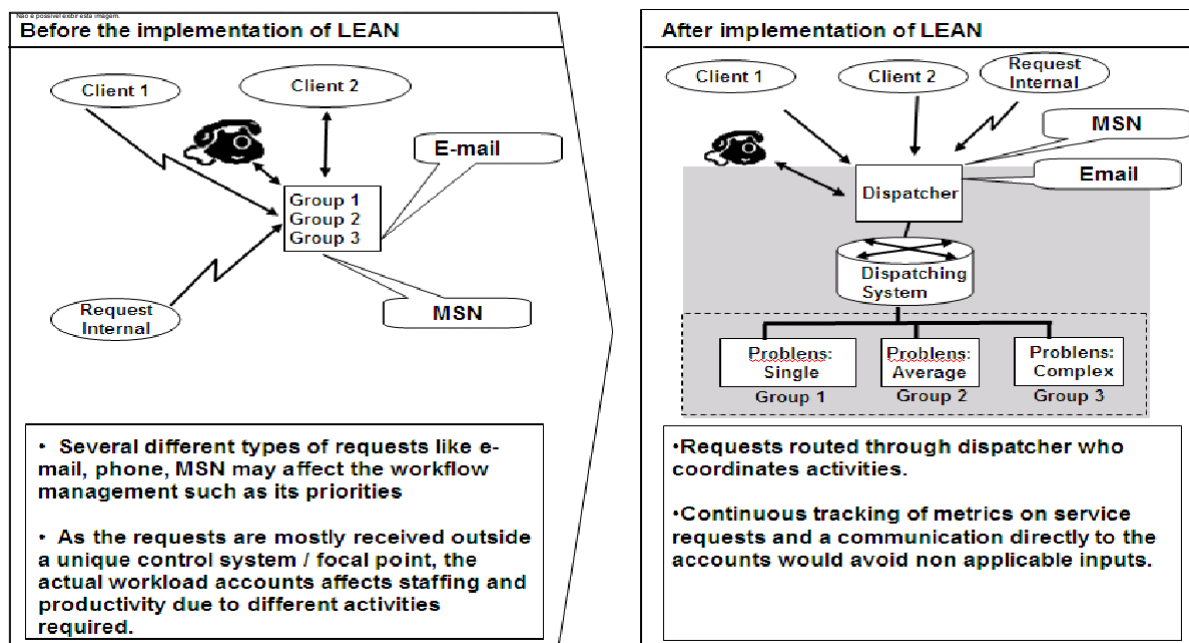 Não é possível exibir esta imagem.
Before the implementation of LEAN
Client 1
Client 2
E-mail
Group 1
Group 2
Group 3
Request
Internal
MSN
• Several different types of requests like e-
mail, phone, MSN may affect the workflow
management such as its priorities
• As the requests are mostly received outside
a unique control system / focal point, the
actual workload accounts affects staffing and
productivity due to different activities
required.
After implementation of LEAN
Client 1
Client 2
Request
Internal
MSN
Email
Dispatcher
Dispatching
System
Problens:
Single
Group 1
Problens:
Average
Group 2
Problens:
Complex
Group 3
•Requests routed through dispatcher who
coordinates activities.
•Continuous tracking of metrics on service
requests and a communication directly to the
accounts would avoid non applicable inputs.